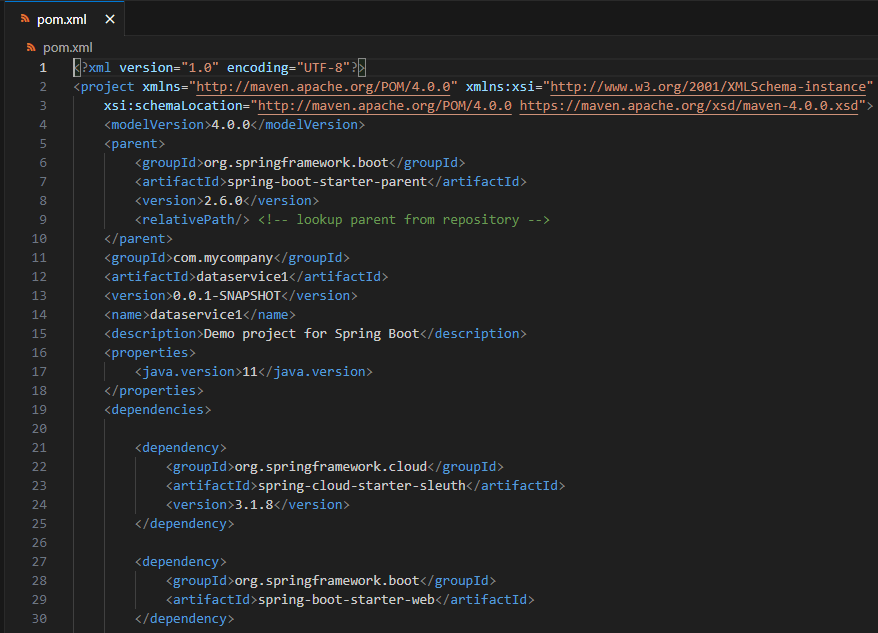 pom.xml
pom.xml
1 <?xml version="1.0" encoding="UTF-8"?>
2 <project xmlns="http://maven.apache.org/POM/4.0.0" xmlns:xsi="http://www.w3.org/2001/XMLSchema-instance"
3     xsi:schemaLocation="http://maven.apache.org/POM/4.0.0 https://maven.apache.org/xsd/maven-4.0.0.xsd">
4     <modelVersion>4.0.0</modelVersion>
5     <parent>
6         <groupId>org.springframework.boot</groupId>
7         <artifactId>spring-boot-starter-parent</artifactId>
8         <version>2.6.0</version>
9         <relativePath/> <!-- lookup parent from repository -->
10     </parent>
11     <groupId>com.mycompany</groupId>
12     <artifactId>dataservice1</artifactId>
13     <version>0.0.1-SNAPSHOT</version>
14     <name>dataservice1</name>
15     <description>Demo project for Spring Boot</description>
16     <properties>
17         <java.version>11</java.version>
18     </properties>
19     <dependencies>
20
21         <dependency>
22             <groupId>org.springframework.cloud</groupId>
23             <artifactId>spring-cloud-starter-sleuth</artifactId>
24             <version>3.1.8</version>
25         </dependency>
26
27         <dependency>
28             <groupId>org.springframework.boot</groupId>
29             <artifactId>spring-boot-starter-web</artifactId>
30         </dependency>